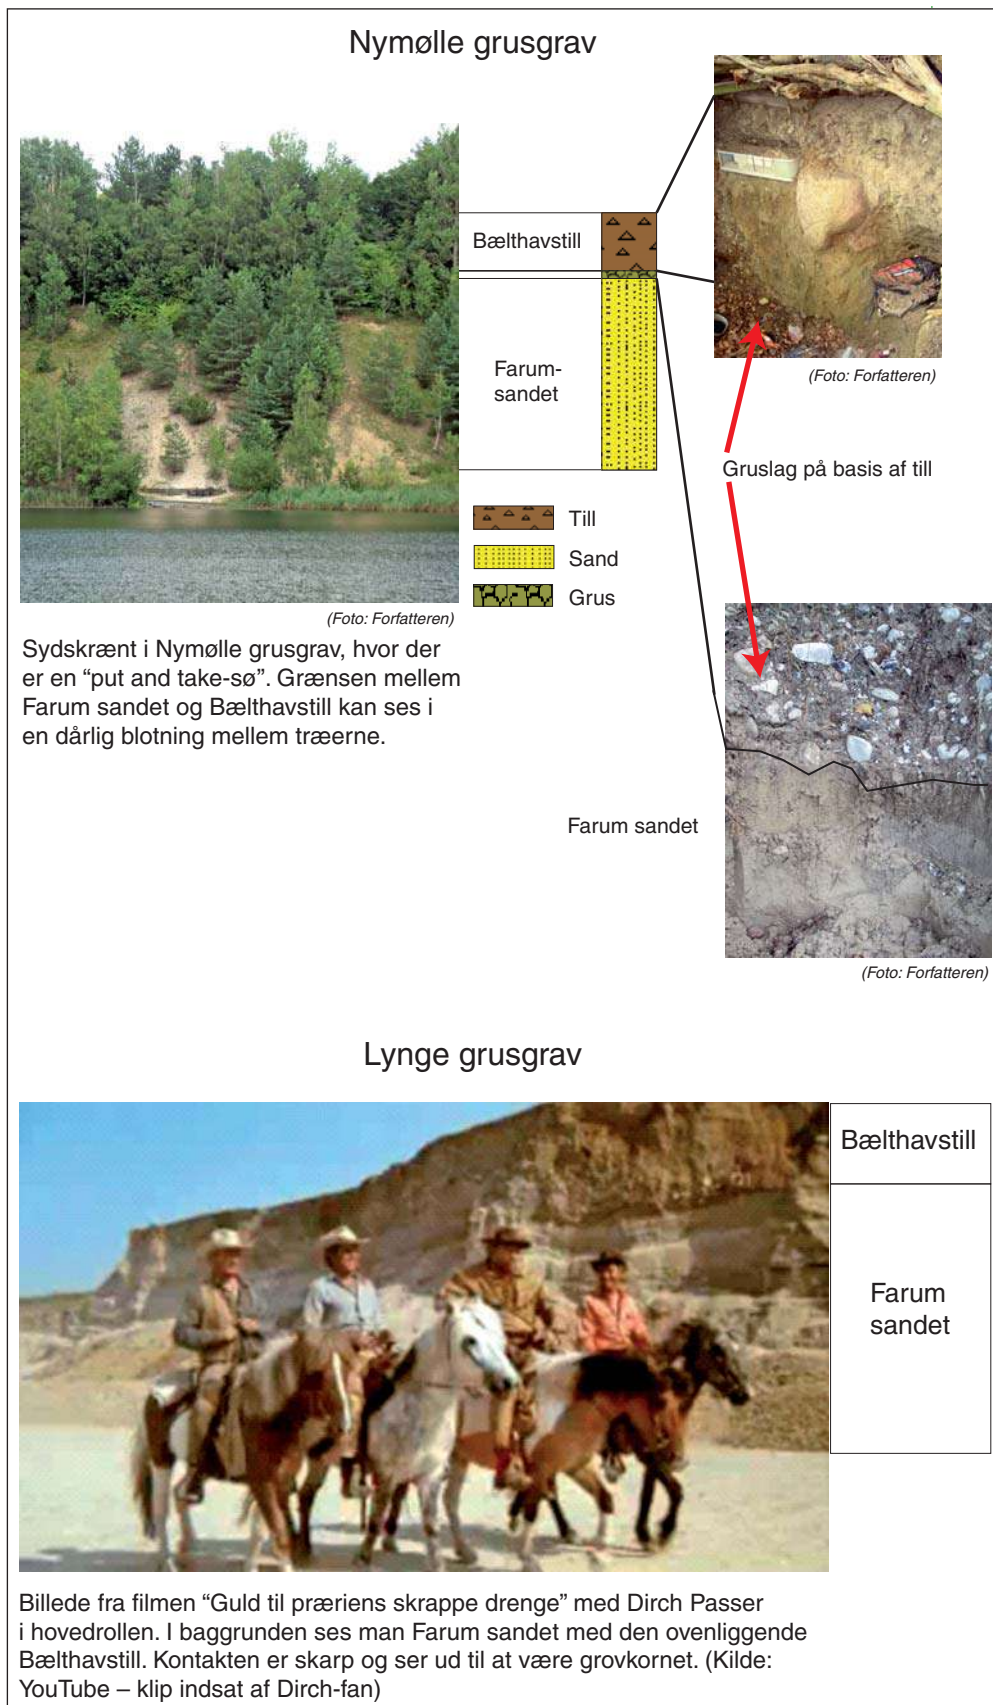 Nymølle grusgrav
Bælthavstill
Farum-
sandet
(Foto: Forfatteren)
Gruslag på basis af till
Till
Sand
Grus
(Foto: Forfatteren)
Sydskrænt i Nymølle grusgrav, hvor der
er en “put and take-sø”. Grænsen mellem
Farum sandet og Bælthavstill kan ses i
en dårlig blotning mellem træerne.
Farum sandet
(Foto: Forfatteren)
Lynge grusgrav
Bælthavstill
Farum
sandet
Billede fra filmen “Guld til præriens skrappe drenge” med Dirch Passer
i hovedrollen. I baggrunden ses man Farum sandet med den ovenliggende
Bælthavstill. Kontakten er skarp og ser ud til at være grovkornet. (Kilde:
YouTube – klip indsat af Dirch-fan)